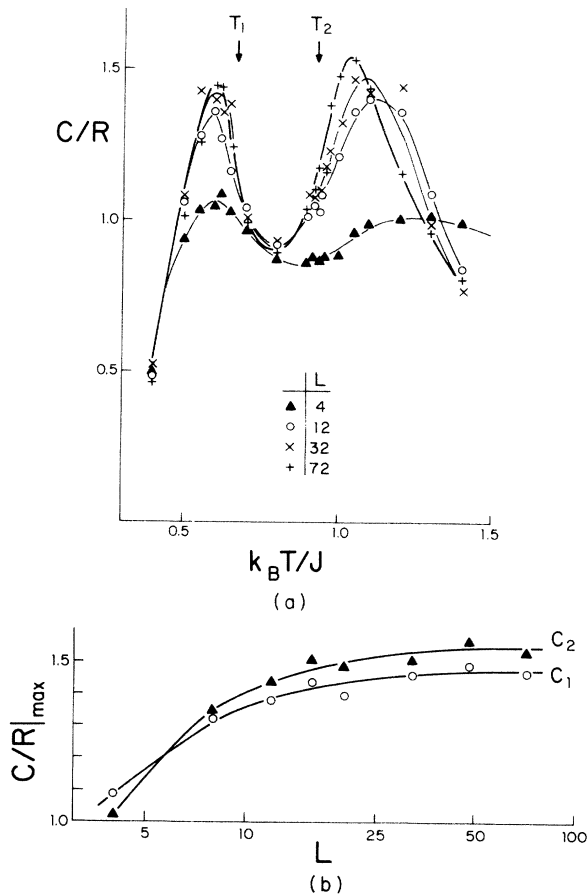 T₁ T₂
1.5
C/R
1.0
0.5
L
▲ 4
○ 12
× 32
+ 72
0.5 1.0 1.5
k_BT/J
(a)
C₂
1.5
C₁
C/R|max
1.0
5 10 25 50 100
L
(b)